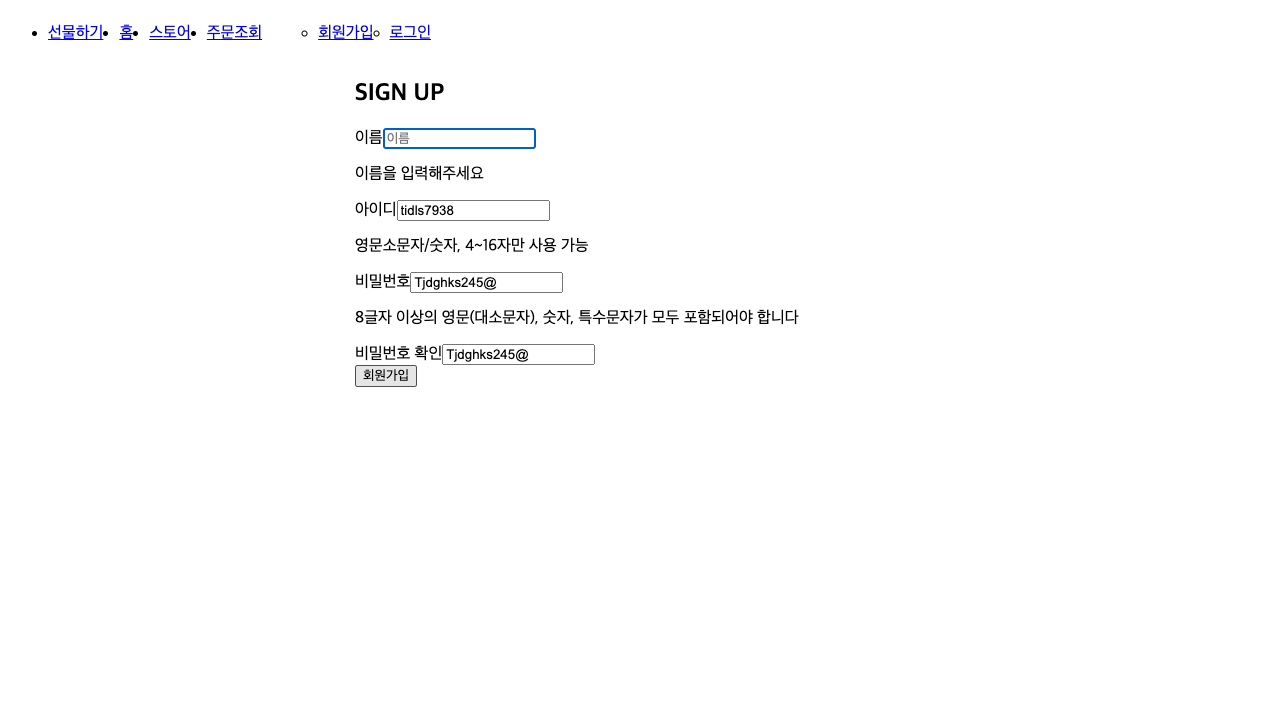 선물하기 홈 스토어 주문조회 회원가입 로그인
SIGN UP
이름 이름
이름을 입력해주세요
아이디 tidls7938
영문소문자/숫자, 4~16자만 사용 가능
비밀번호 Tjdghks245@
8글자 이상의 영문(대소문자), 숫자, 특수문자가 모두 포함되어야 합니다
비밀번호 확인 Tjdghks245@
회원가입